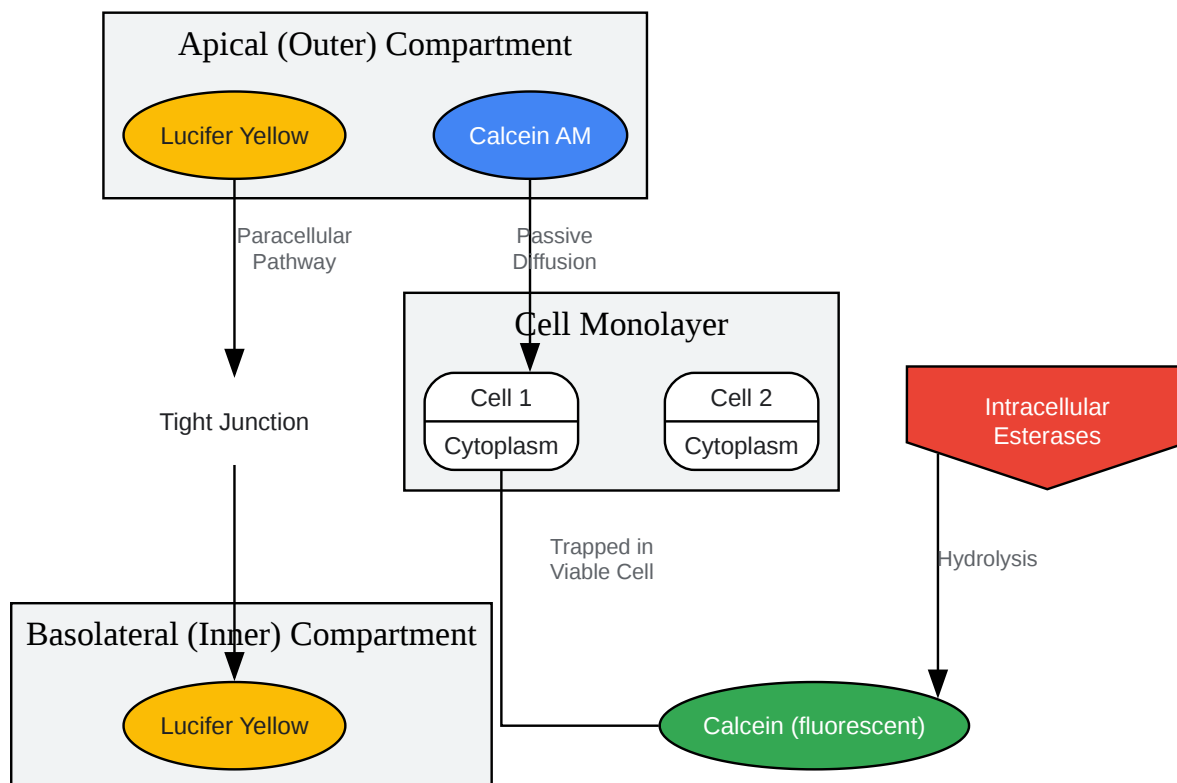 Apical (Outer) Compartment
Lucifer Yellow
Calcein AM
Paracellular
Pathway
Passive
Diffusion
Cell Monolayer
Cell 1
Cytoplasm
Cell 2
Cytoplasm
Intracellular
Esterases
Tight Junction
Trapped in
Viable Cell
Hydrolysis
Basolateral (Inner) Compartment
Lucifer Yellow
Calcein (fluorescent)